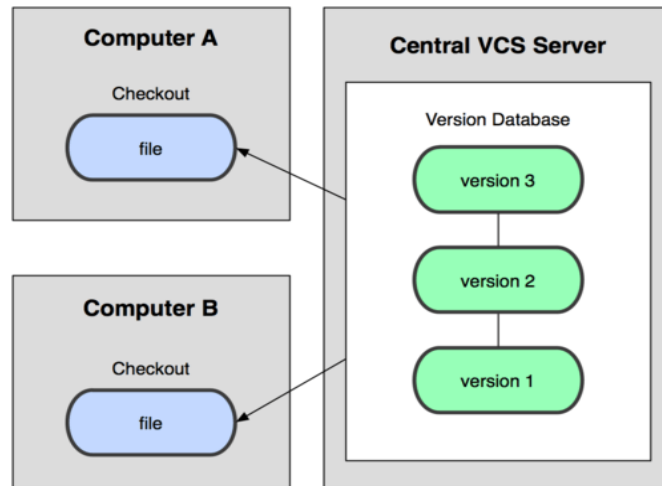 Computer A
Checkout
file
Computer B
Checkout
file
Central VCS Server
Version Database
version 3
version 2
version 1